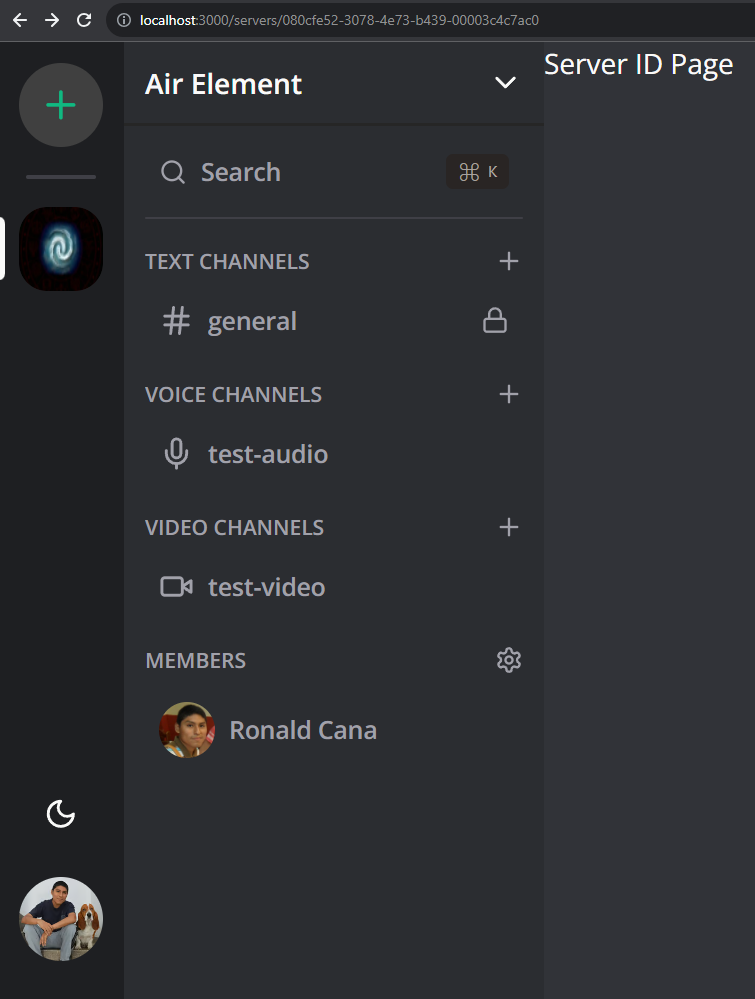 localhost:3000/servers/080cfe52-3078-4e73-b439-00003c4c7ac0
Air Element
Server ID Page
Search
⌘ K
TEXT CHANNELS
general
VOICE CHANNELS
test-audio
VIDEO CHANNELS
test-video
MEMBERS
Ronald Cana